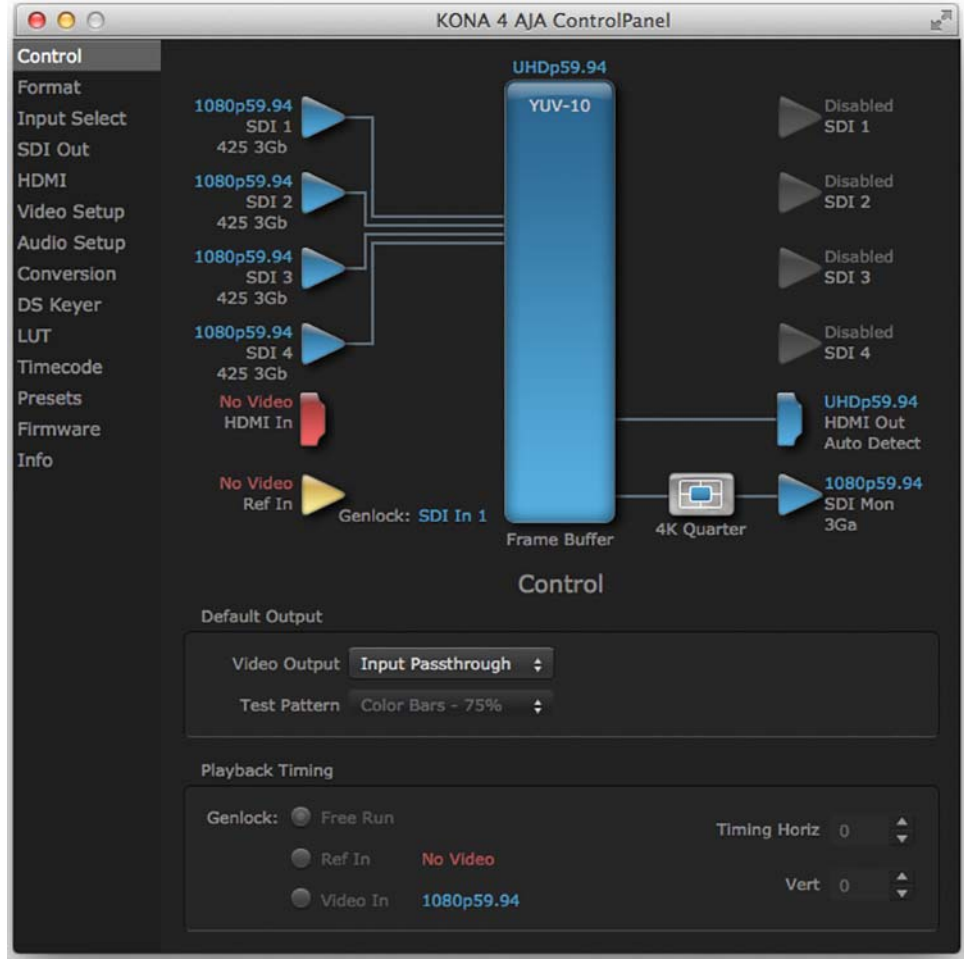 KONA 4 AJA ControlPanel
Control
Format
Input Select
SDI Out
HDMI
Video Setup
Audio Setup
Conversion
DS Keyer
LUT
Timecode
Presets
Firmware
Info
1080p59.94
SDI 1
425 3Gb
1080p59.94
SDI 2
425 3Gb
1080p59.94
SDI 3
425 3Gb
1080p59.94
SDI 4
425 3Gb
No Video
HDMI In
No Video
Ref In
Genlock: SDI In 1
UHDp59.94
YUV-10
Frame Buffer
4K Quarter
Disabled
SDI 1
Disabled
SDI 2
Disabled
SDI 3
Disabled
SDI 4
UHDp59.94
HDMI Out
Auto Detect
1080p59.94
SDI Mon
3Ga
Control
Default Output
Video Output Input Passthrough
Test Pattern Color Bars - 75%
Playback Timing
Genlock: Free Run
Ref In No Video
Video In 1080p59.94
Timing Horiz 0
Vert 0